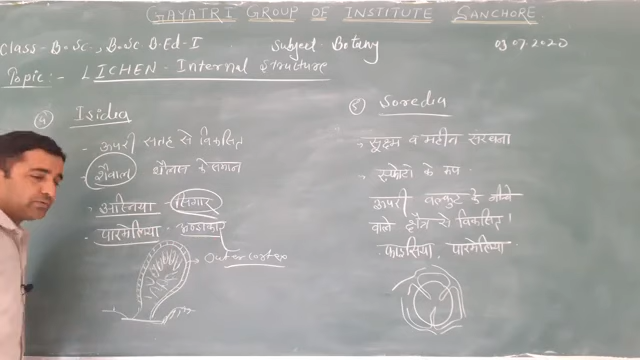 GAYATRI GROUP OF INSTITUTE SANCHORE
Class - B.Sc., B.Sc B.Ed - I Subject Botany 03.07.2020
Topic :- LICHEN - Internal structure
④ Isidia
- ऊपरी सतह से विकसित
- शैवाल शैवाल के समान
- सिगार
- पारमेलिया -
→ Outer cortex
Soredia
सूक्ष्म व महीन संरचना
के रूप
ऊपरी वल्कुट के नीचे
वाले क्षेत्र से विकसित।
फाइसिया, पारमेलिया